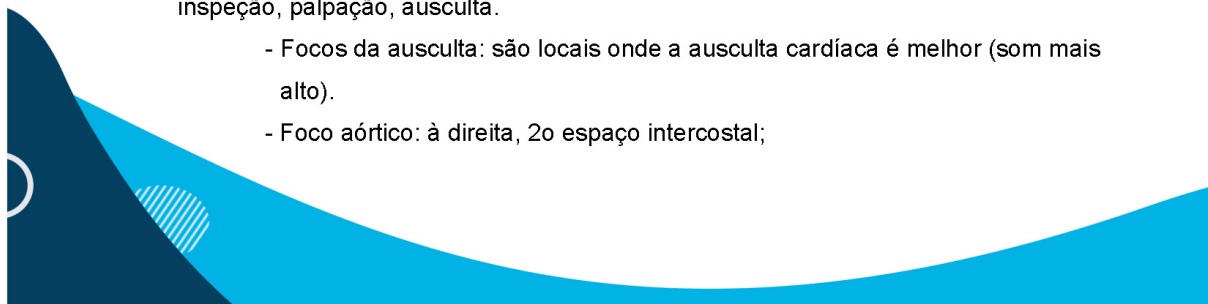 inspeção, palpação, ausculta.
- Focos da ausculta: são locais onde a ausculta cardíaca é melhor (som mais
alto).
- Foco aórtico: à direita, 2o espaço intercostal;